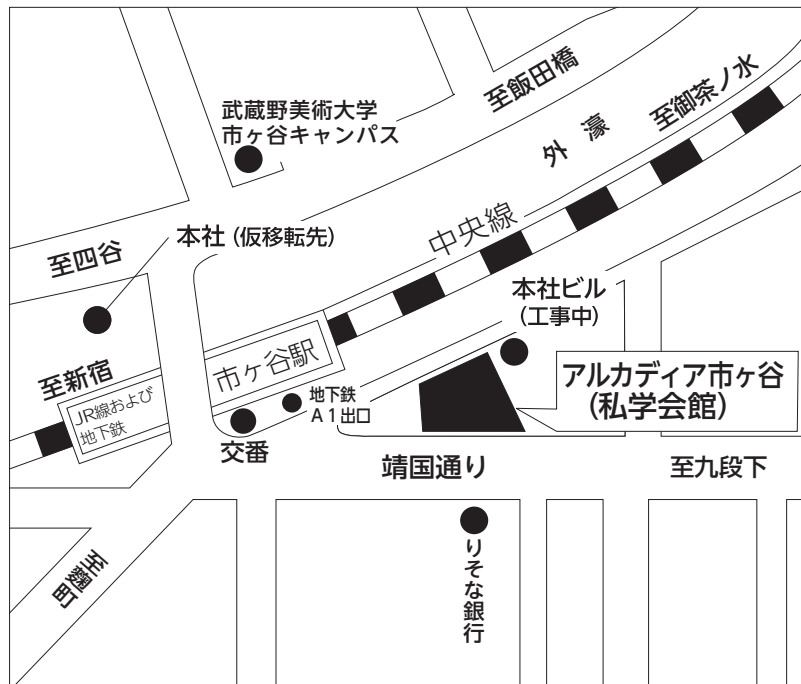 武蔵野美術大学
市ヶ谷キャンパス
至飯田橋
外濠
至御茶ノ水
中央線
本社 (仮移転先)
至四谷
本社ビル
(工事中)
至新宿
市ヶ谷駅
JR線および
地下鉄
地下鉄
A1出口
交番
アルカディア市ヶ谷
(私学会館)
靖国通り
至九段下
至麴町
りそな銀行